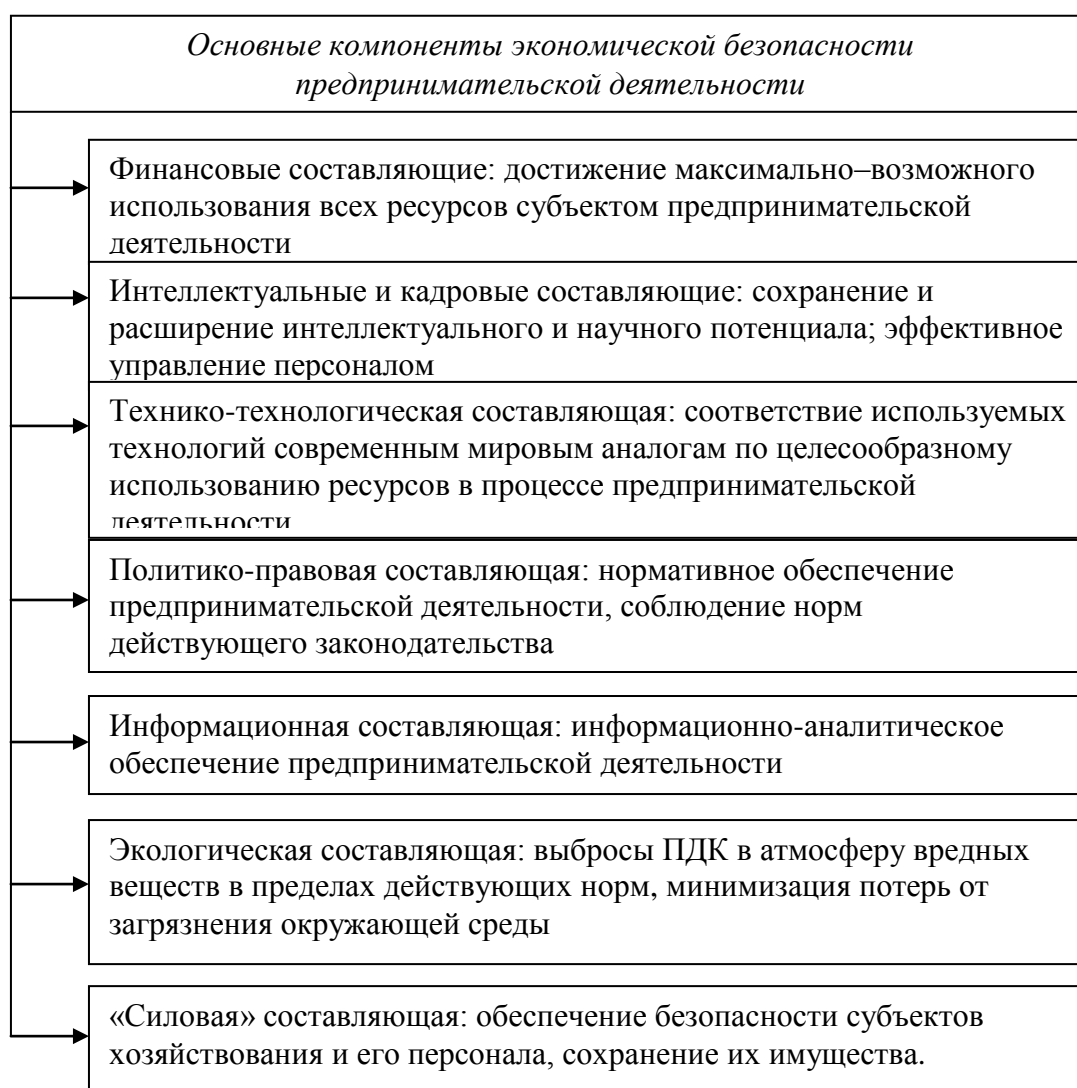 Основные компоненты экономической безопасности
предпринимательской деятельности
Финансовые составляющие: достижение максимально–возможного
использования всех ресурсов субъектом предпринимательской
деятельности
Интеллектуальные и кадровые составляющие: сохранение и
расширение интеллектуального и научного потенциала; эффективное
управление персоналом
Технико-технологическая составляющая: соответствие используемых
технологий современным мировым аналогам по целесообразному
использованию ресурсов в процессе предпринимательской
деятельности
Политико-правовая составляющая: нормативное обеспечение
предпринимательской деятельности, соблюдение норм
действующего законодательства
Информационная составляющая: информационно-аналитическое
обеспечение предпринимательской деятельности
Экологическая составляющая: выбросы ПДК в атмосферу вредных
веществ в пределах действующих норм, минимизация потерь от
загрязнения окружающей среды
«Силовая» составляющая: обеспечение безопасности субъектов
хозяйствования и его персонала, сохранение их имущества.